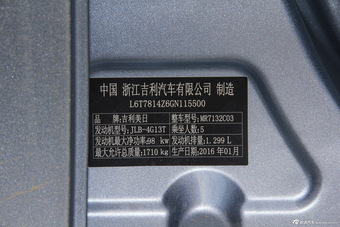 中国 浙江吉利汽车有限公司 制造
L6T7814Z6GN115500
品牌:吉利美日 整车型号:MR7132C03
发动机型号:JLB-4G13T 乘坐人数:5
发动机最大净功率:98 kw 发动机排量:1.299 L
最大允许总质量:1710 kg 生产日期:2016 年01月